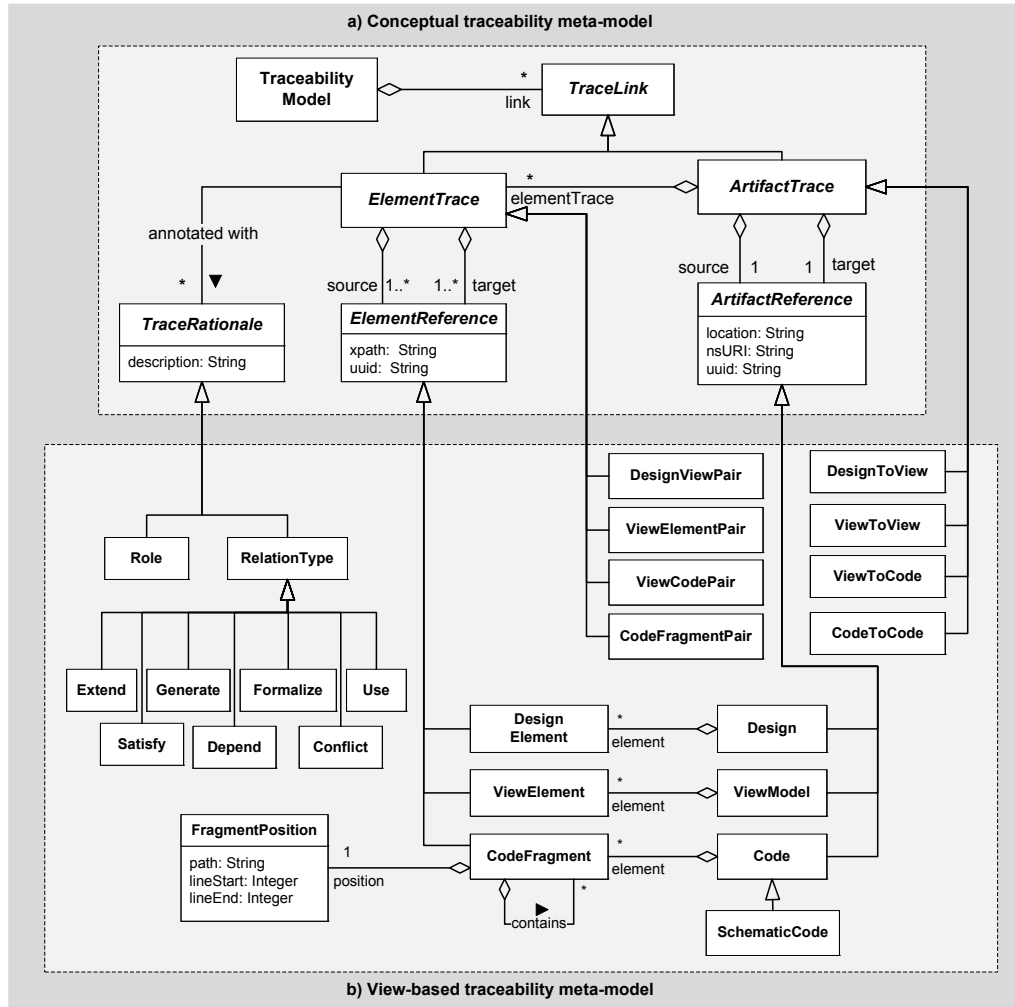 a) Conceptual traceability meta-model
Traceability
Model
*
link
TraceLink
ElementTrace
*
elementTrace
ArtifactTrace
annotated with
*
▼
source
1..*
1..*
target
source
1
1
target
TraceRationale
description: String
ElementReference
xpath: String
uuid: String
ArtifactReference
location: String
nsURI: String
uuid: String
DesignViewPair
ViewElementPair
ViewCodePair
CodeFragmentPair
DesignToView
ViewToView
ViewToCode
CodeToCode
Role
RelationType
Extend
Generate
Formalize
Use
Satisfy
Depend
Conflict
Design
Element
*
element
Design
ViewElement
*
element
ViewModel
FragmentPosition
path: String
lineStart: Integer
lineEnd: Integer
1
position
CodeFragment
*
element
Code
*
▶
contains
SchematicCode
b) View-based traceability meta-model